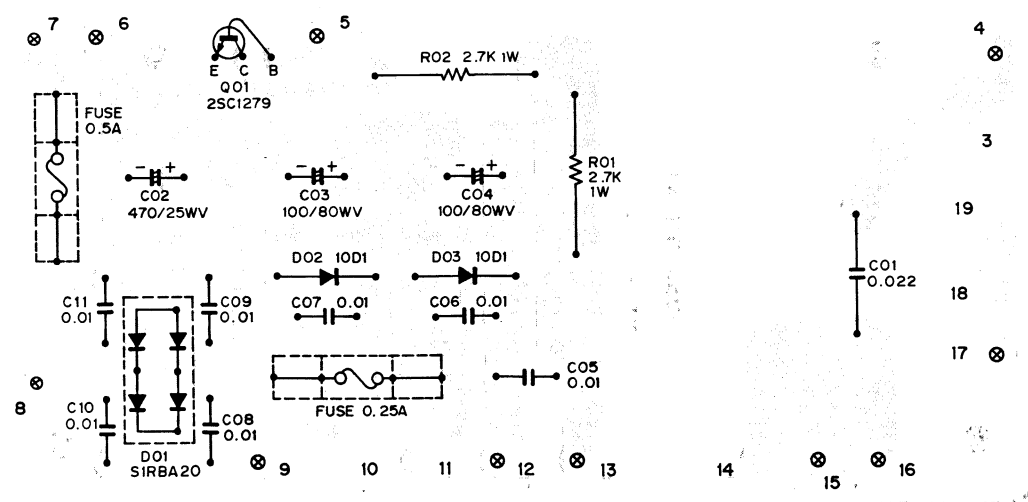 7
6
5
4
E C B
Q01
2SC1279
R02 2.7K 1W
FUSE
0.5A
3
R01
2.7K
1W
- +
C02
470/25WV
- +
C03
100/80WV
- +
C04
100/80WV
19
D02 10D1
D03 10D1
C01
0.022
18
C11
0.01
C09
0.01
C07 0.01
C06 0.01
17
C05
0.01
8
C10
0.01
C08
0.01
FUSE 0.25A
D01
S1RBA20
9
10
11
12
13
14
15
16